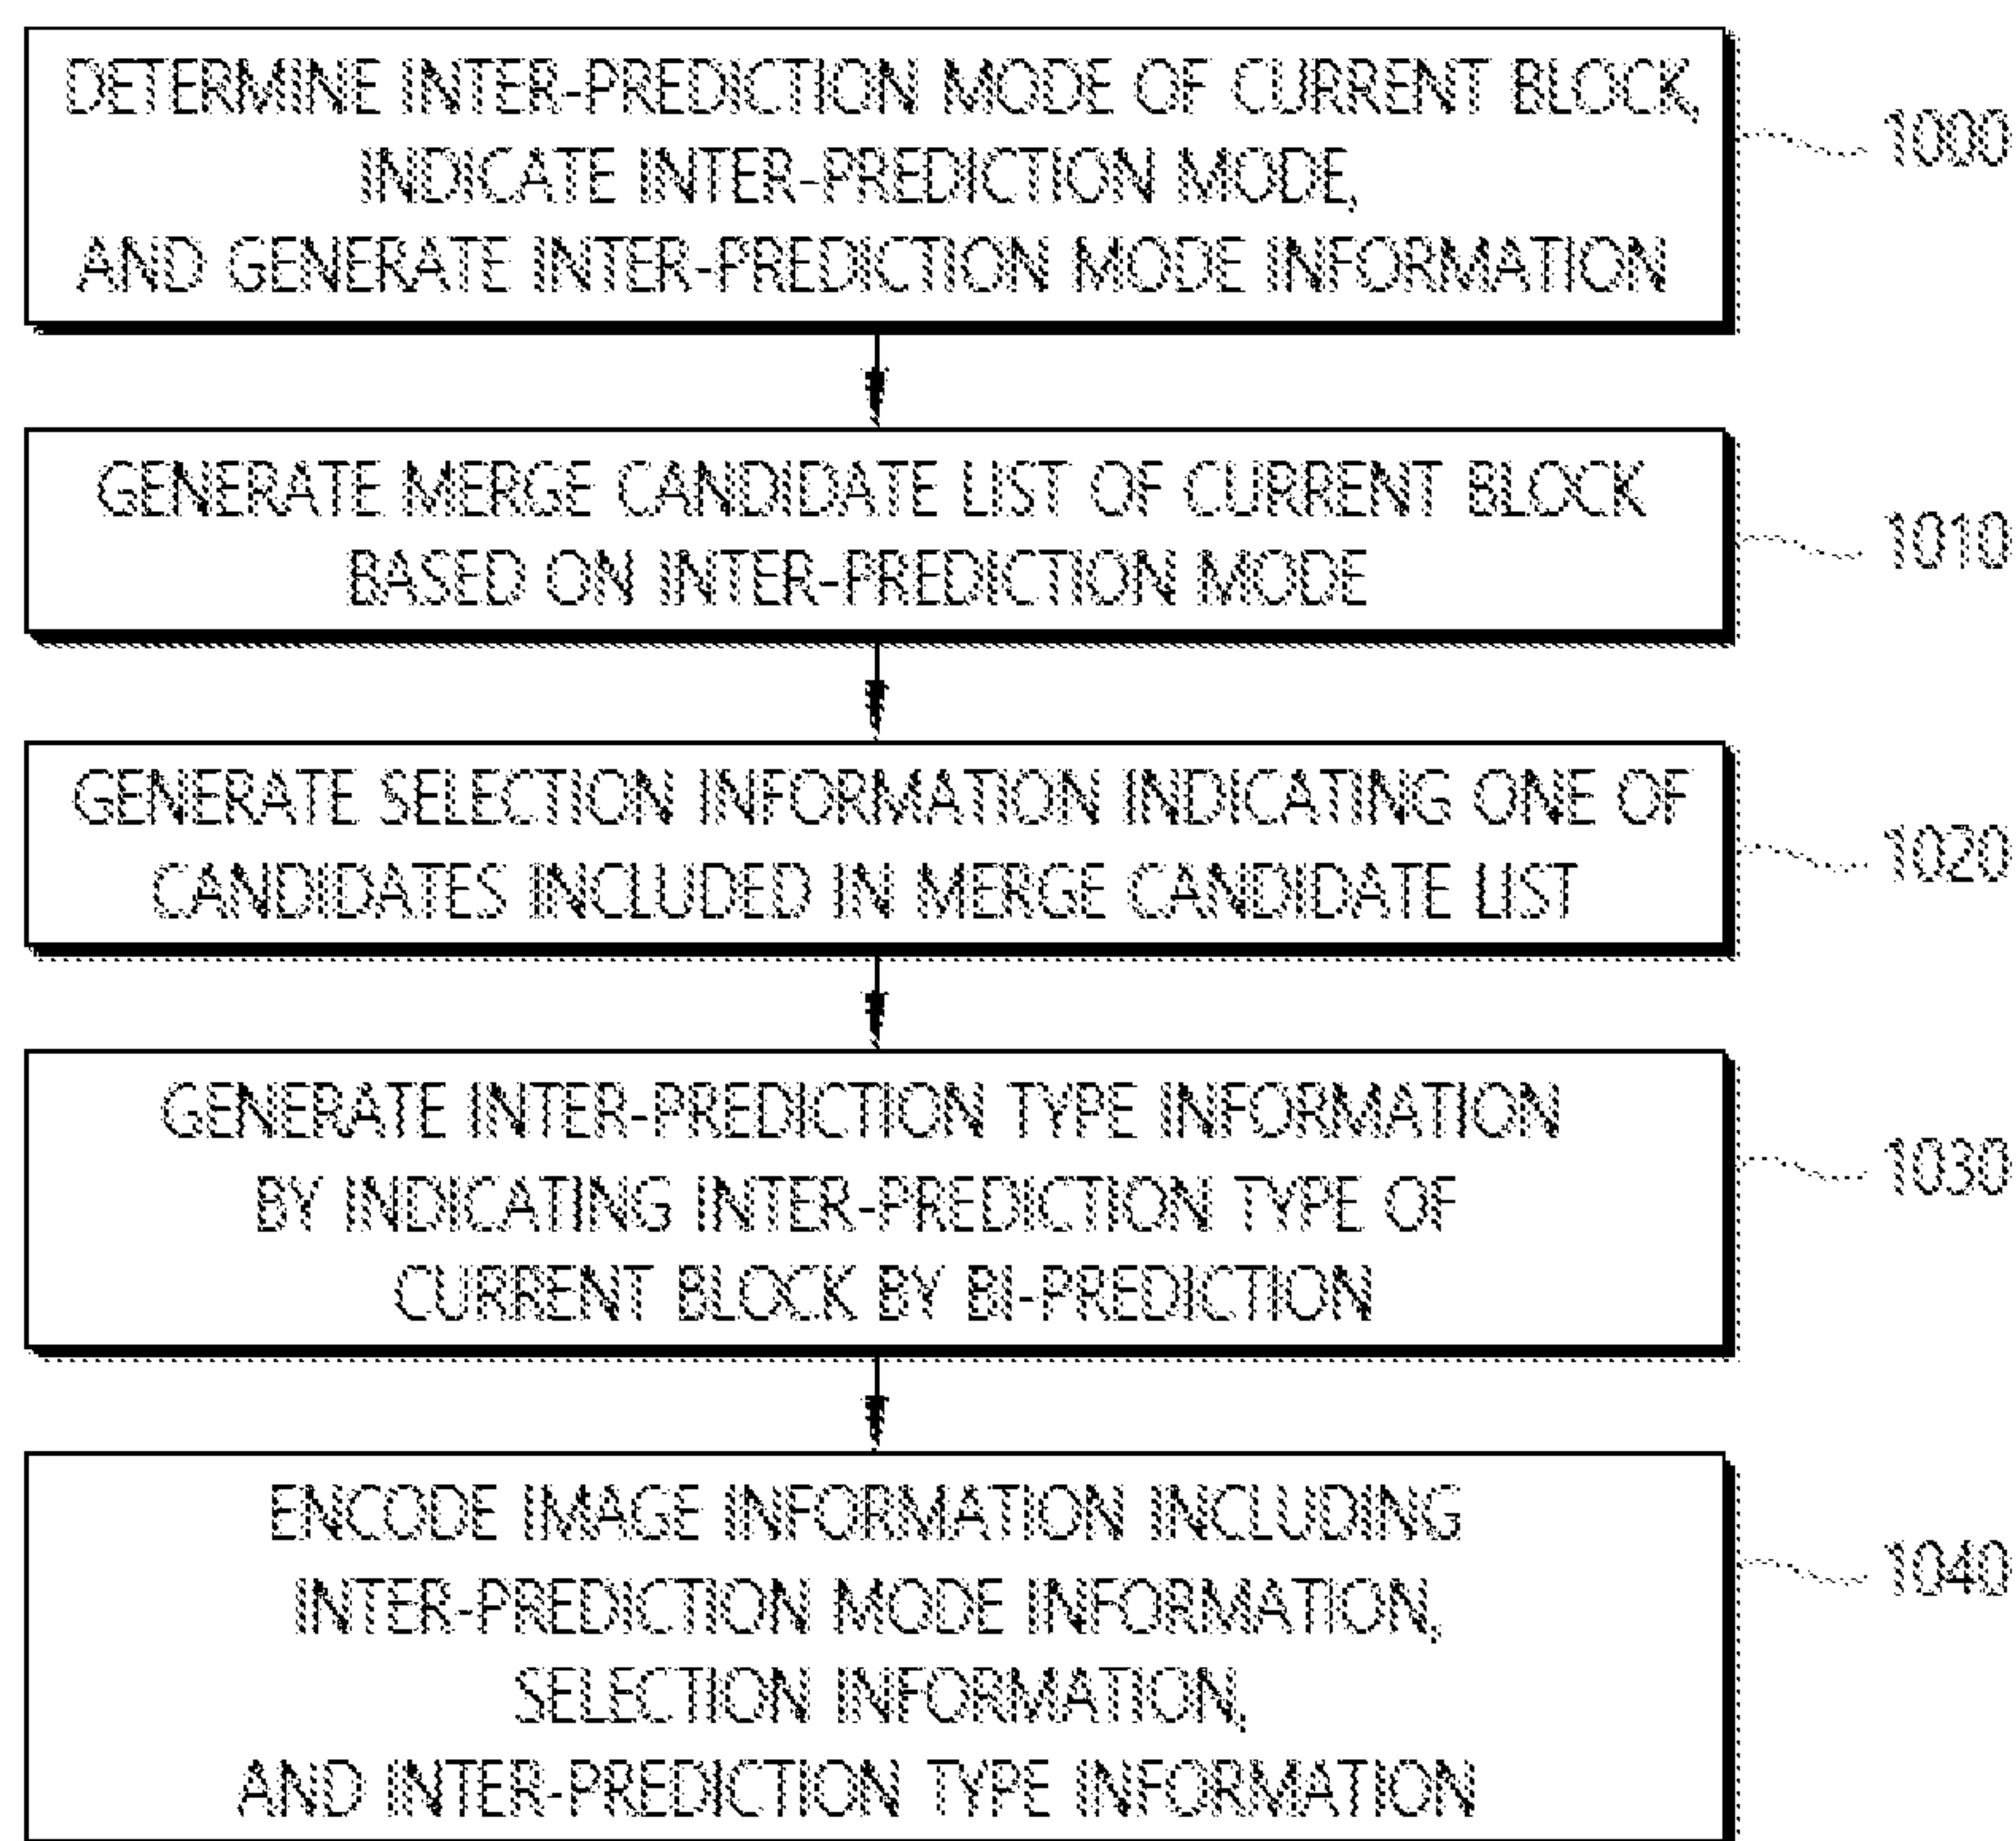 DETERMINE INTER-PREDICTION MODE OF CURRENT BLOCK,
INDICATE INTER-PREDICTION MODE,
AND GENERATE INTER-PREDICTION MODE INFORMATION
1000
GENERATE MERGE CANDIDATE LIST OF CURRENT BLOCK
BASED ON INTER-PREDICTION MODE
1010
GENERATE SELECTION INFORMATION INDICATING ONE OF
CANDIDATES INCLUDED IN MERGE CANDIDATE LIST
1020
GENERATE INTER-PREDICTION TYPE INFORMATION
BY INDICATING INTER-PREDICTION TYPE OF
CURRENT BLOCK BY BI-PREDICTION
1030
ENCODE IMAGE INFORMATION INCLUDING
INTER-PREDICTION MODE INFORMATION,
SELECTION INFORMATION,
AND INTER-PREDICTION TYPE INFORMATION
1040